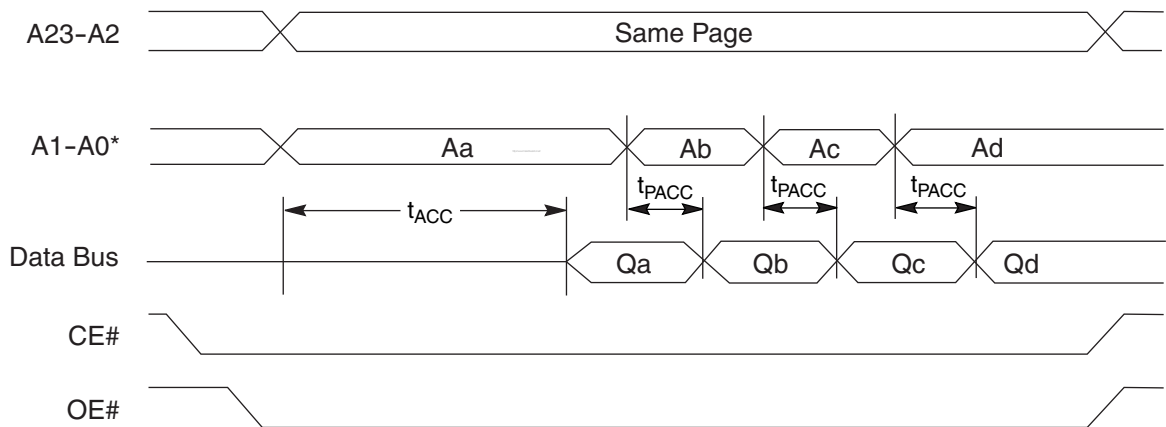 A23-A2
Same Page
A1-A0*
Aa
Ab
Ac
Ad
tACC
tPACC
tPACC
tPACC
Data Bus
Qa
Qb
Qc
Qd
CE#
OE#